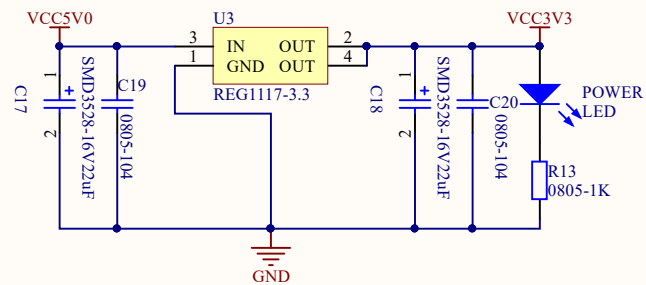 VCC5V0
U3
VCC3V3
3 IN OUT 2
1 GND OUT 4
REG1117-3.3
C17
1
2
SMD3528-16V22uF
C19
0805-104
C18
1
2
SMD3528-16V22uF
C20
0805-104
POWER
LED
R13
0805-1K
GND